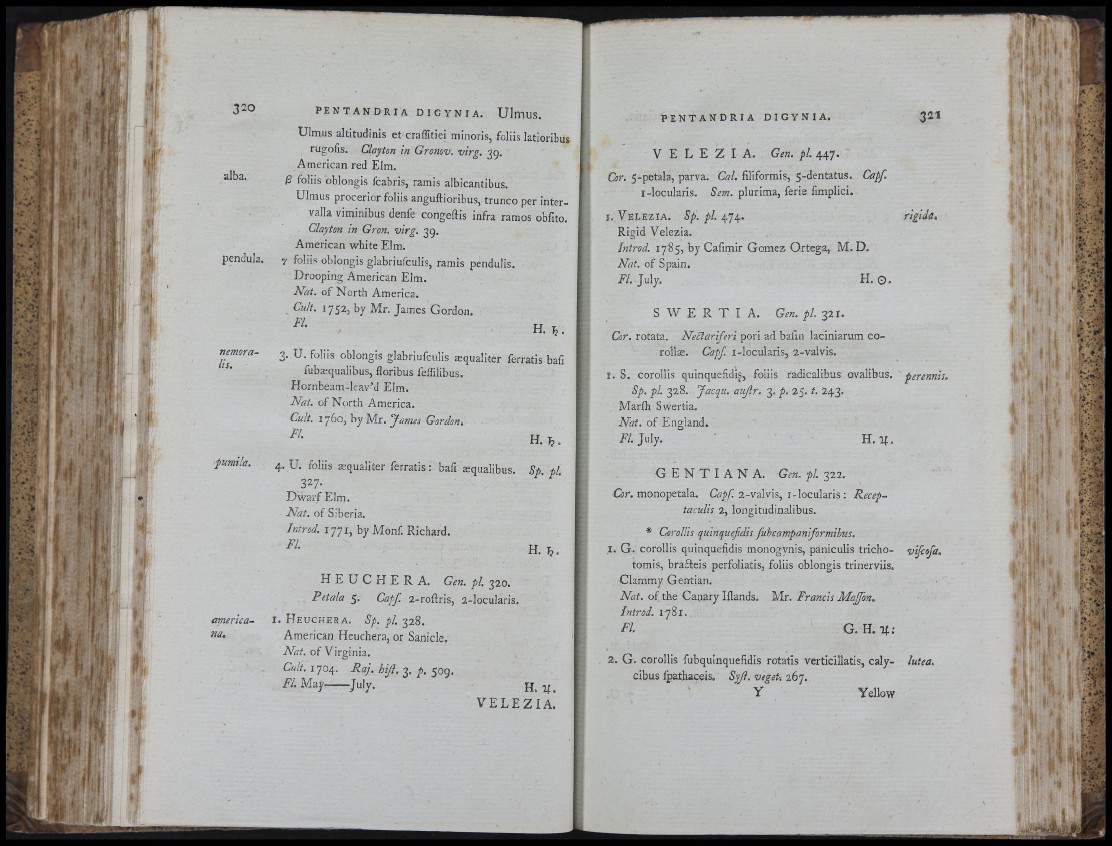 320 PENTANDRIA DIGYNIA. Ulmus.
Ulmus altitudinis et craſſitiei minoris, foliis latioribus
rugoſis. Clayton in Gronov. virg. 39.
American red Elm.
alba. β foliis oblongis ſcabris, ramis albicantibus.
Ulmus procerior foliis anguſtioribus, trunco per inter-
valla viminibus denſe congeſtis infra ramos obſito.
Clayton in Gron. virg. 39.
American white Elm.
pendula. γ foliis oblongis glabriuſculis, ramis pendulis.
Drooping American Elm.
Nat. of North America.
Cult. 1752, by Mr. James Gordon.
Fl. H. ♄.
nemora-
lis. 3. U. foliis oblongis glabriuſculis æqualiter ſerratis baſi
ſubæqualibus, floribus ſeſſilibus.
Hornbeam-leav'd Elm.
Nat. of North America.
Cult. 1760, by Mr. James Gordon.
Fl. H. ♄.
pumila. 4. U. foliis æqualiter ſerratis: baſi æqualibus. Sp. pl.
327.
Dwarf Elm.
Nat. of Siberia.
Introd. 1771, by Monſ. Richard.
Fl. H. ♄.
HEUCHERA. Gen. pl. 320.
Petala 5. Capſ. 2-roſtris, 2-locularis.
america-
na. 1. HEUCHERA. Sp. pl. 328.
American Heuchera, or Sanicle.
Nat. of Virginia.
Cult. 1704. Raj. hiſt. 3. p. 509.
Fl. May——July. H. ♃.
VELEZIA.
PENTANDRIA DIGYNIA. 321
VELEZIA. Gen. pl. 447.
Cor. 5-petala, parva. Cal. filiformis, 5-dentatus. Capſ.
1-locularis. Sem. plurima, ſerie ſimplici.
1. VELEZIA. Sp. pl. 474. rigida.
Rigid Velezia.
Introd. 1785, by Caſimir Gomez Ortega, M. D.
Nat. of Spain.
Fl. July. H. ☉.
SWERTIA. Gen. pl. 321.
Cor. rotata. Nectariferi pori ad baſin laciniarum co-
rollæ. Capſ. 1-locularis, 2-valvis.
1. S. corollis quinquefidis, foliis radicalibus ovalibus. perennis.
Sp. pl. 328. Jacqu. auſtr. 3. p. 25. t. 243.
Marſh Swertia.
Nat. of England.
Fl. July. H. ♃.
GENTIANA. Gen. pl. 322.
Cor. monopetala. Capſ. 2-valvis, 1-locularis: Recep-
taculis 2, longitudinalibus.
* Corollis quinquefidis ſubcampaniformibus.
1. G. corollis quinquefidis monogynis, paniculis tricho- viſcoſa.
tomis, bracteis perfoliatis, foliis oblongis trinerviis.
Clammy Gentian.
Nat. of the Canary Iſlands. Mr. Francis Maſſon.
Introd. 1781.
Fl. G. H. ♃:
2. G. corollis ſubquinquefidis rotatis verticillatis, caly- lutea.
cibus ſpathaceis. Syſt. veget. 267.
Y Yellow